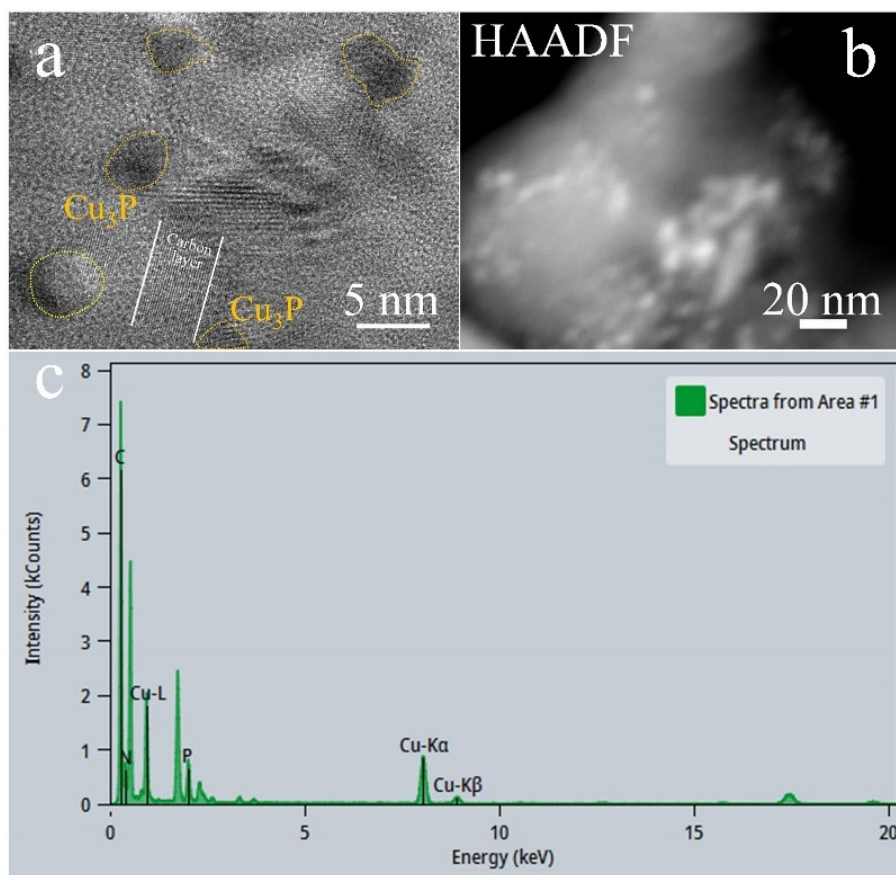 a
Cu₃P
Carbon
layer
Cu₃P
5 nm
HAADF
b
20 nm
c
8
7
6
5
4
3
2
1
0
Intensity (kCounts)
C
N
Cu-L
P
Cu-Kα
Cu-Kβ
Spectra from Area #1
Spectrum
0
5
10
15
20
Energy (keV)